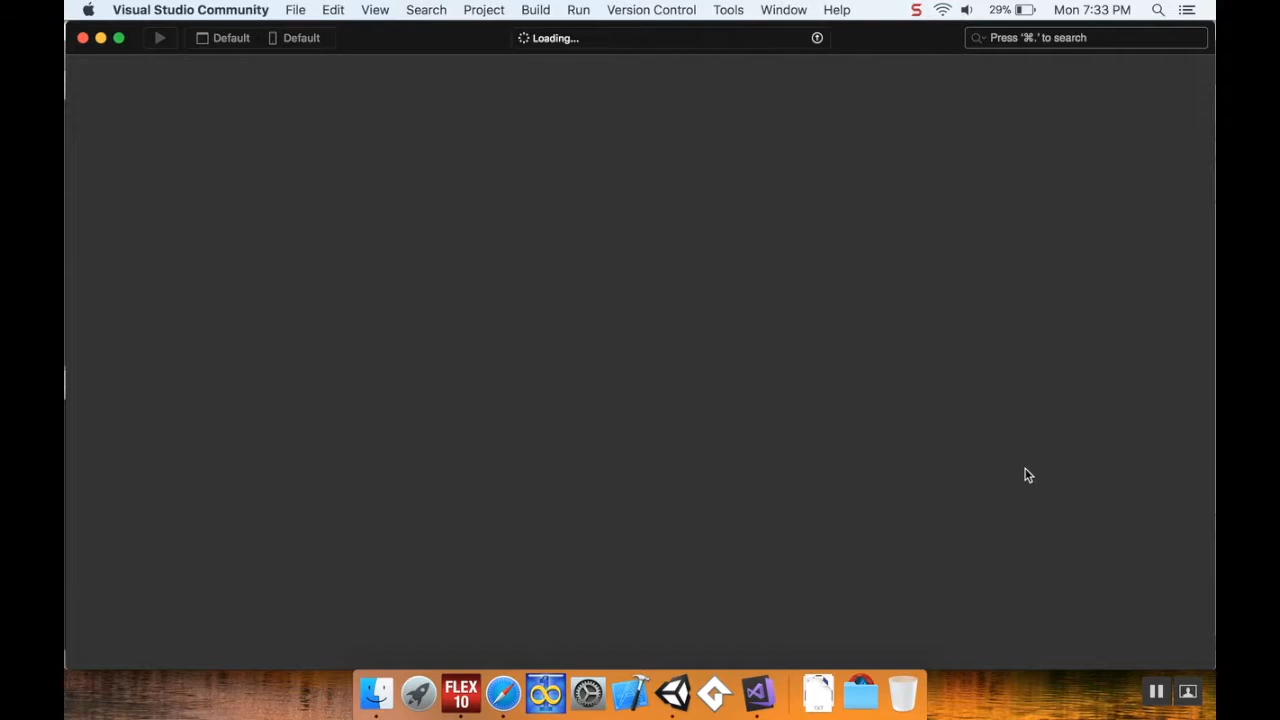 Visual Studio Community File Edit View Search Project Build Run Version Control Tools Window Help S 29% Mon 7:33 PM
Default Default Loading... Press '⌘.' to search
FLEX
10
TXT